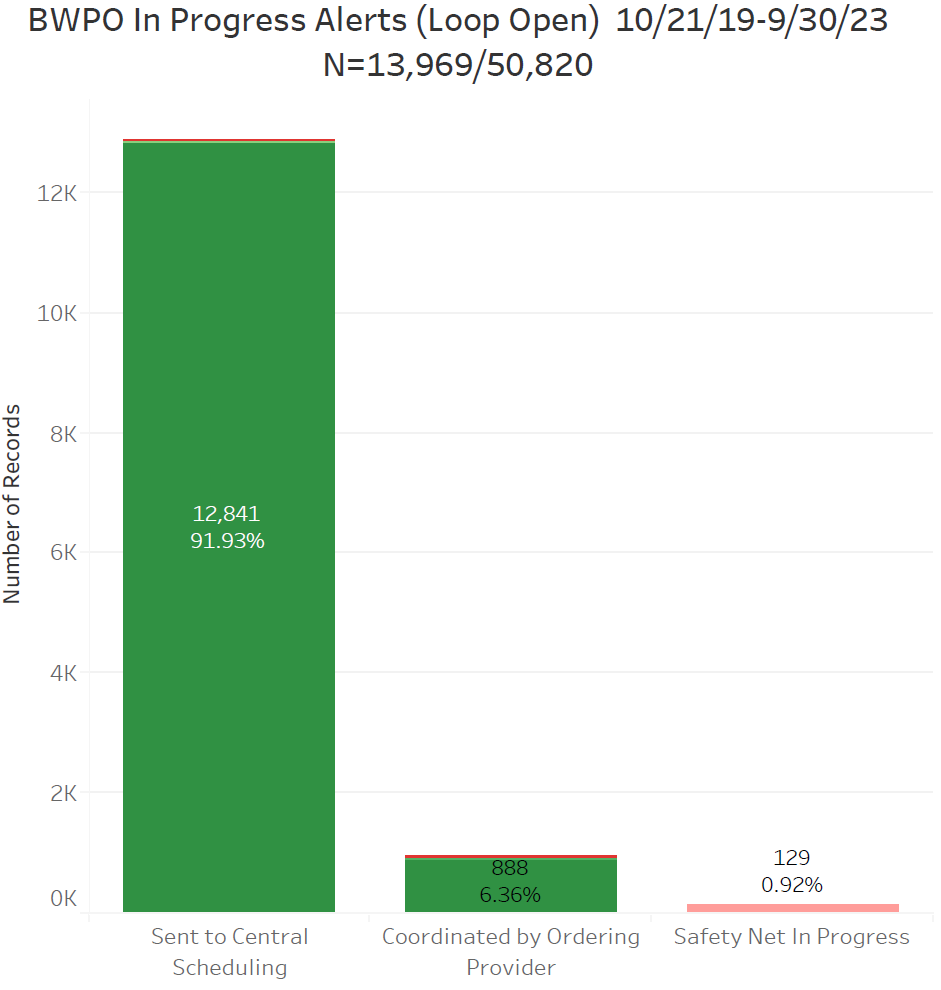 BWPO In Progress Alerts (Loop Open)  10/21/19-9/30/23
N=13,969/50,820
Number of Records
12K
10K
8K
6K
4K
2K
0K
12,841
91.93%
888
6.36%
129
0.92%
Sent to Central
Scheduling
Coordinated by Ordering
Provider
Safety Net In Progress